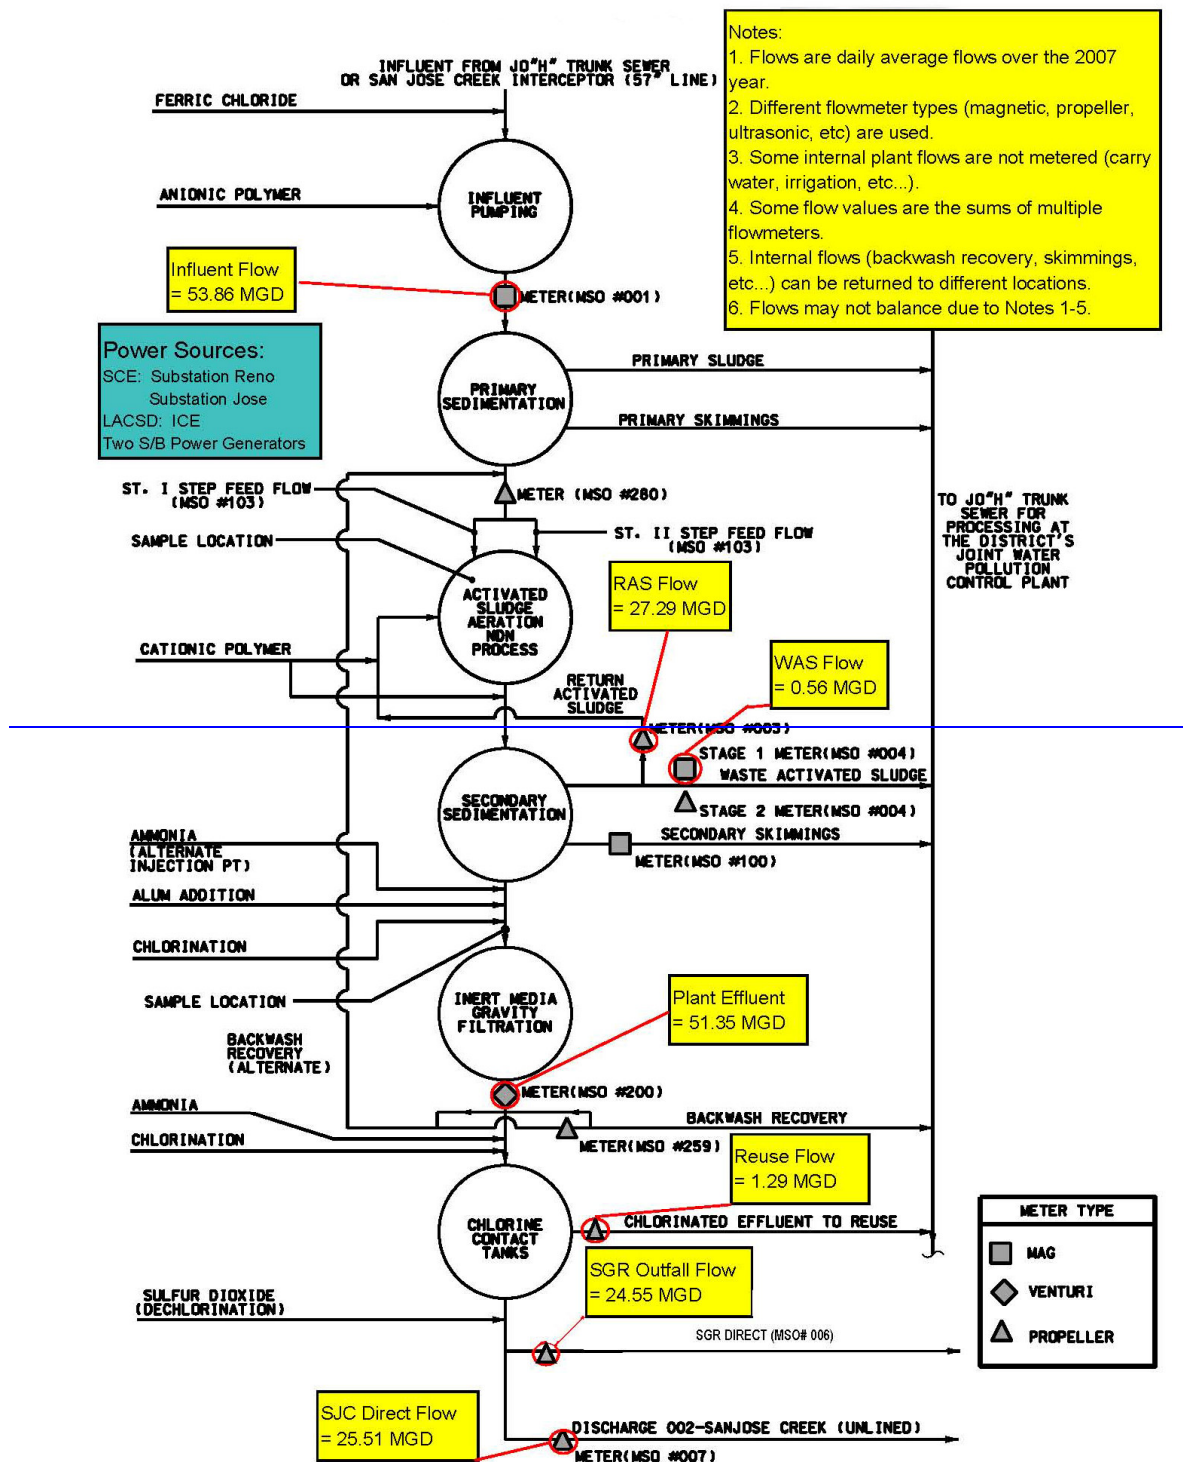 INFLUENT FROM JO"H" TRUNK SEWER
OR SAN JOSE CREEK INTERCEPTOR (57" LINE)
FERRIC CHLORIDE
ANIONIC POLYMER
INFLUENT
PUMPING
Notes:
1. Flows are daily average flows over the 2007
year.
2. Different flowmeter types (magnetic, propeller,
ultrasonic, etc) are used.
3. Some internal plant flows are not metered (carry
water, irrigation, etc...).
4. Some flow values are the sums of multiple
flowmeters.
5. Internal flows (backwash recovery, skimmings,
etc...) can be returned to different locations.
6. Flows may not balance due to Notes 1-5.
Influent Flow
= 53.86 MGD
METER(MSO #001)
Power Sources:
SCE: Substation Reno
Substation Jose
LACSD: ICE
Two S/B Power Generators
PRIMARY
SEDIMENTATION
PRIMARY SLUDGE
PRIMARY SKIMMINGS
ST. I STEP FEED FLOW
(MSO #103)
METER (MSO #280)
SAMPLE LOCATION
ST. II STEP FEED FLOW
(MSO #103)
TO JO"H" TRUNK
SEWER FOR
PROCESSING AT
THE DISTRICT'S
JOINT WATER
POLLUTION
CONTROL PLANT
ACTIVATED
SLUDGE
AERATION
NDN
PROCESS
RAS Flow
= 27.29 MGD
CATIONIC POLYMER
WAS Flow
= 0.56 MGD
RETURN
ACTIVATED
SLUDGE
METER(MSO #003)
STAGE 1 METER(MSO #004)
WASTE ACTIVATED SLUDGE
STAGE 2 METER(MSO #004)
SECONDARY
SEDIMENTATION
SECONDARY SKIMMINGS
METER(MSO #100)
AMMONIA
(ALTERNATE
INJECTION PT)
ALUM ADDITION
CHLORINATION
SAMPLE LOCATION
INERT MEDIA
GRAVITY
FILTRATION
Plant Effluent
= 51.35 MGD
BACKWASH
RECOVERY
(ALTERNATE)
METER(MSO #200)
AMMONIA
BACKWASH RECOVERY
CHLORINATION
METER(MSO #259)
Reuse Flow
= 1.29 MGD
CHLORINE
CONTACT
TANKS
CHLORINATED EFFLUENT TO REUSE
SGR Outfall Flow
= 24.55 MGD
SULFUR DIOXIDE
(DECHLORINATION)
SGR DIRECT (MSO# 006)
METER TYPE
MAG
VENTURI
PROPELLER
SJC Direct Flow
= 25.51 MGD
DISCHARGE 002-SANJOSE CREEK (UNLINED)
METER(MSO #007)